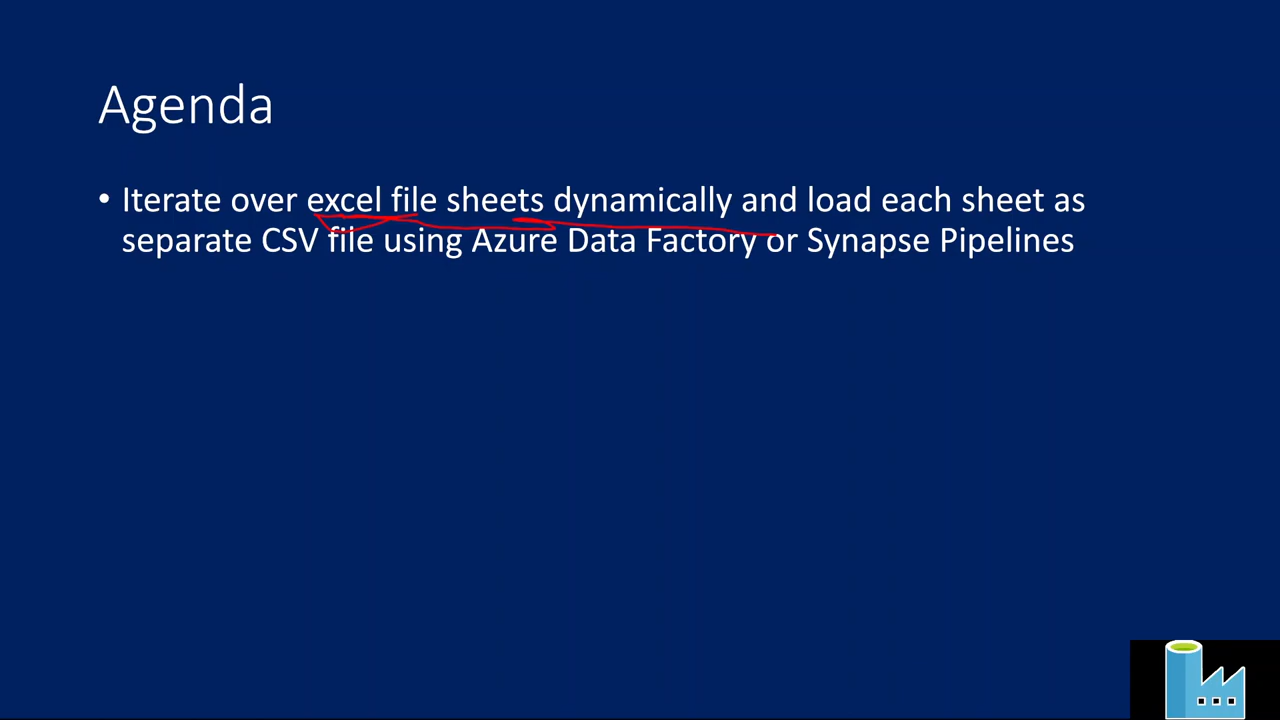 Agenda
• Iterate over excel file sheets dynamically and load each sheet as
separate CSV file using Azure Data Factory or Synapse Pipelines